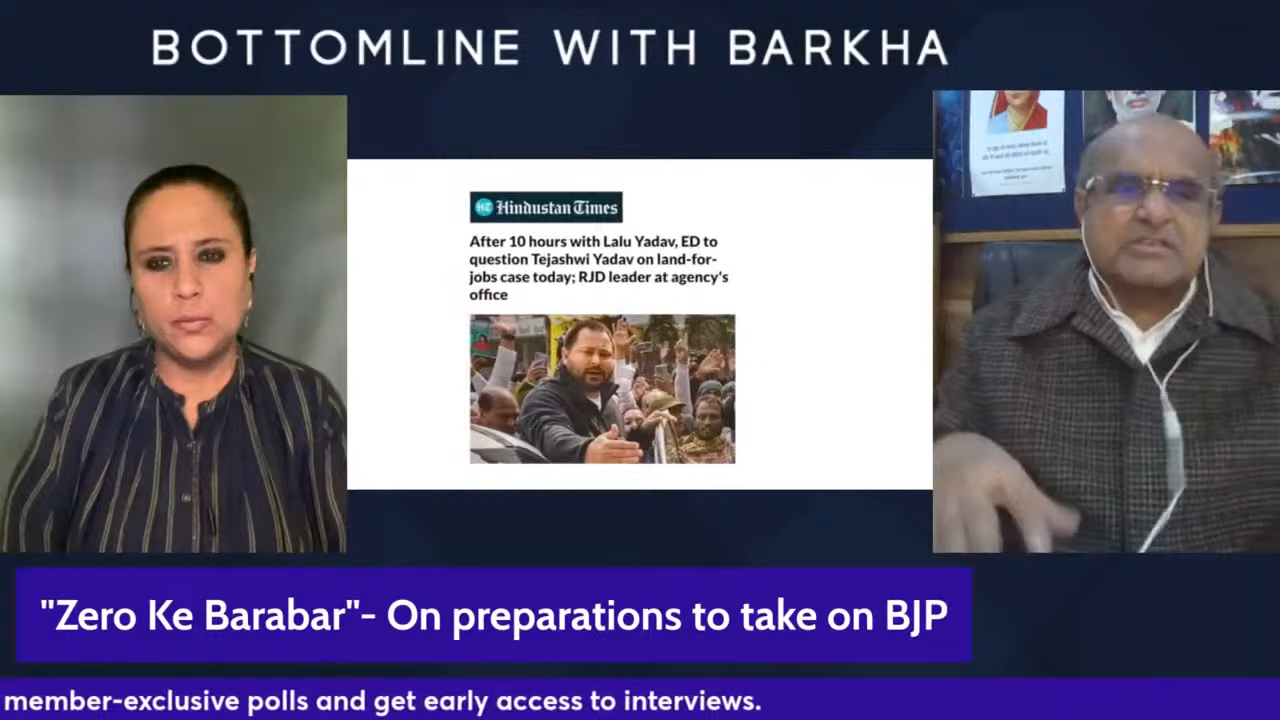 BOTTOMLINE WITH BARKHA
HT Hindustan Times
After 10 hours with Lalu Yadav, ED to
question Tejashwi Yadav on land-for-
jobs case today; RJD leader at agency's
office
"Zero Ke Barabar"- On preparations to take on BJP
member-exclusive polls and get early access to interviews.